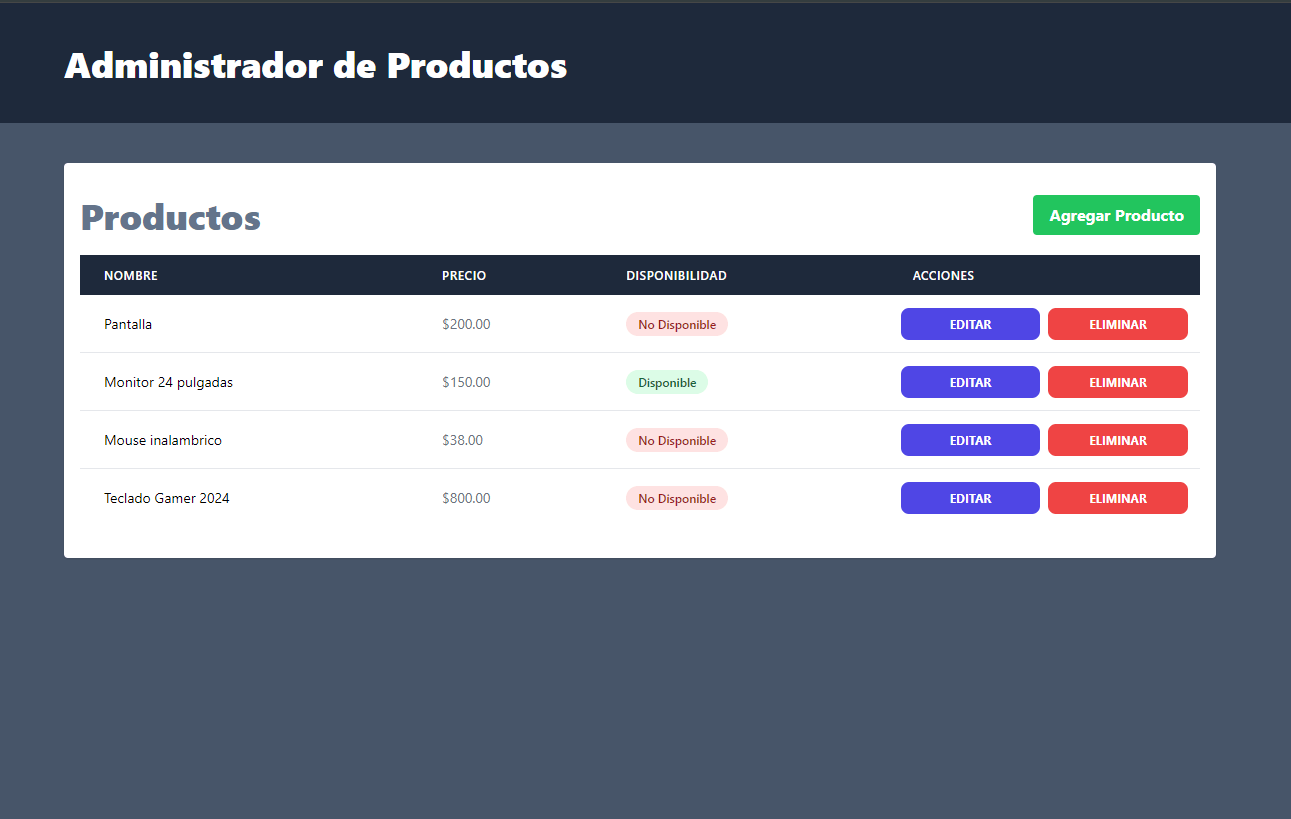 Administrador de Productos
Productos
Agregar Producto
NOMBRE PRECIO DISPONIBILIDAD ACCIONES
Pantalla $200.00 No Disponible EDITAR ELIMINAR
Monitor 24 pulgadas $150.00 Disponible EDITAR ELIMINAR
Mouse inalambrico $38.00 No Disponible EDITAR ELIMINAR
Teclado Gamer 2024 $800.00 No Disponible EDITAR ELIMINAR